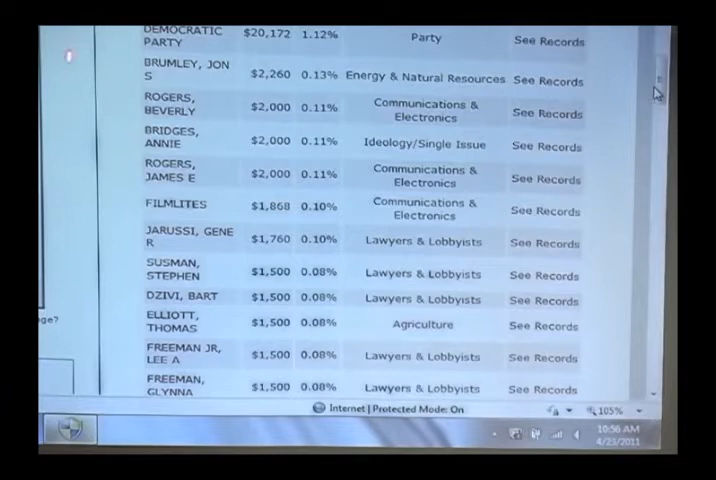 DEMOCRATIC PARTY $20,172 1.12% Party See Records
BRUMLEY, JON S $2,260 0.13% Energy & Natural Resources See Records
ROGERS, BEVERLY $2,000 0.11% Communications & Electronics See Records
BRIDGES, ANNIE $2,000 0.11% Ideology/Single Issue See Records
ROGERS, JAMES E $2,000 0.11% Communications & Electronics See Records
FILMLITES $1,868 0.10% Communications & Electronics See Records
JARUSSI, GENE R $1,760 0.10% Lawyers & Lobbyists See Records
SUSMAN, STEPHEN $1,500 0.08% Lawyers & Lobbyists See Records
DZIVI, BART $1,500 0.08% Lawyers & Lobbyists See Records
ELLIOTT, THOMAS $1,500 0.08% Agriculture See Records
FREEMAN JR, LEE A $1,500 0.08% Lawyers & Lobbyists See Records
FREEMAN, GLYNNA $1,500 0.08% Lawyers & Lobbyists See Records
ge?
Internet | Protected Mode: On 105%
10:56 AM
4/23/2011